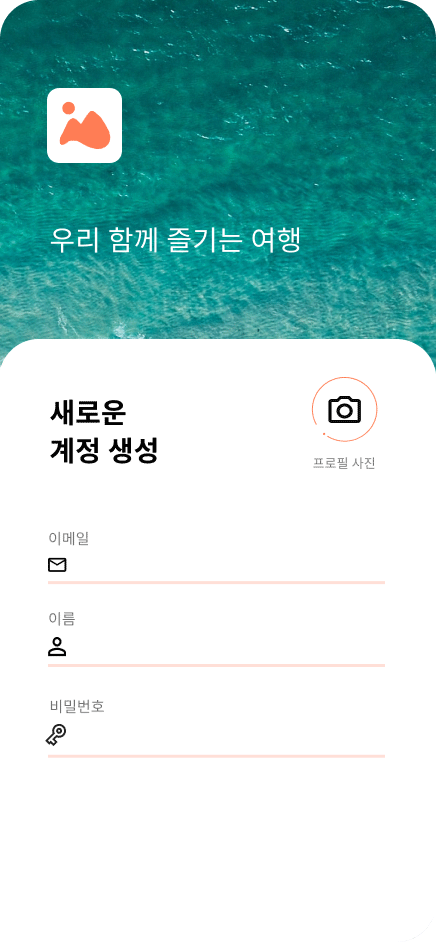 우리 함께 즐기는 여행
새로운
계정 생성
프로필 사진
이메일
이름
비밀번호